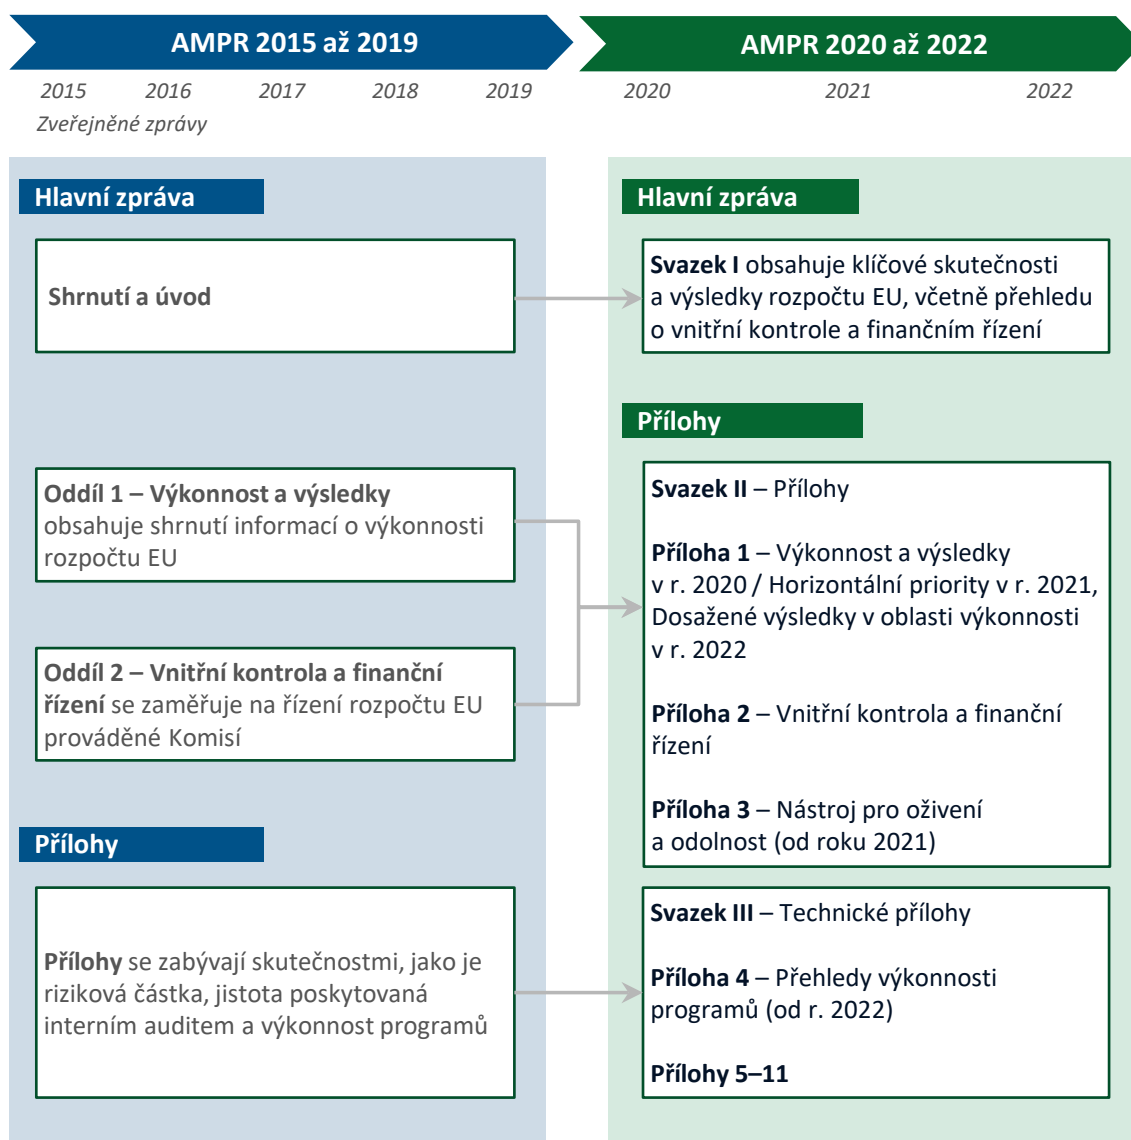 AMPR 2015 až 2019
2015 2016 2017 2018 2019
Zveřejněné zprávy
Hlavní zpráva
Shrnutí a úvod
Oddíl 1 – Výkonnost a výsledky
obsahuje shrnutí informací o výkonnosti
rozpočtu EU
Oddíl 2 – Vnitřní kontrola a finanční
řízení se zaměřuje na řízení rozpočtu EU
prováděné Komisí
Přílohy
Přílohy se zabývají skutečnostmi, jako je
riziková částka, jistota poskytovaná
interním auditem a výkonnost programů
AMPR 2020 až 2022
2020 2021 2022
Hlavní zpráva
Svazek I obsahuje klíčové skutečnosti
a výsledky rozpočtu EU, včetně přehledu
o vnitřní kontrole a finančním řízení
Přílohy
Svazek II – Přílohy
Příloha 1 – Výkonnost a výsledky
v r. 2020 / Horizontální priority v r. 2021,
Dosažené výsledky v oblasti výkonnosti
v r. 2022
Příloha 2 – Vnitřní kontrola a finanční
řízení
Příloha 3 – Nástroj pro oživení
a odolnost (od roku 2021)
Svazek III – Technické přílohy
Příloha 4 – Přehledy výkonnosti
programů (od r. 2022)
Přílohy 5–11